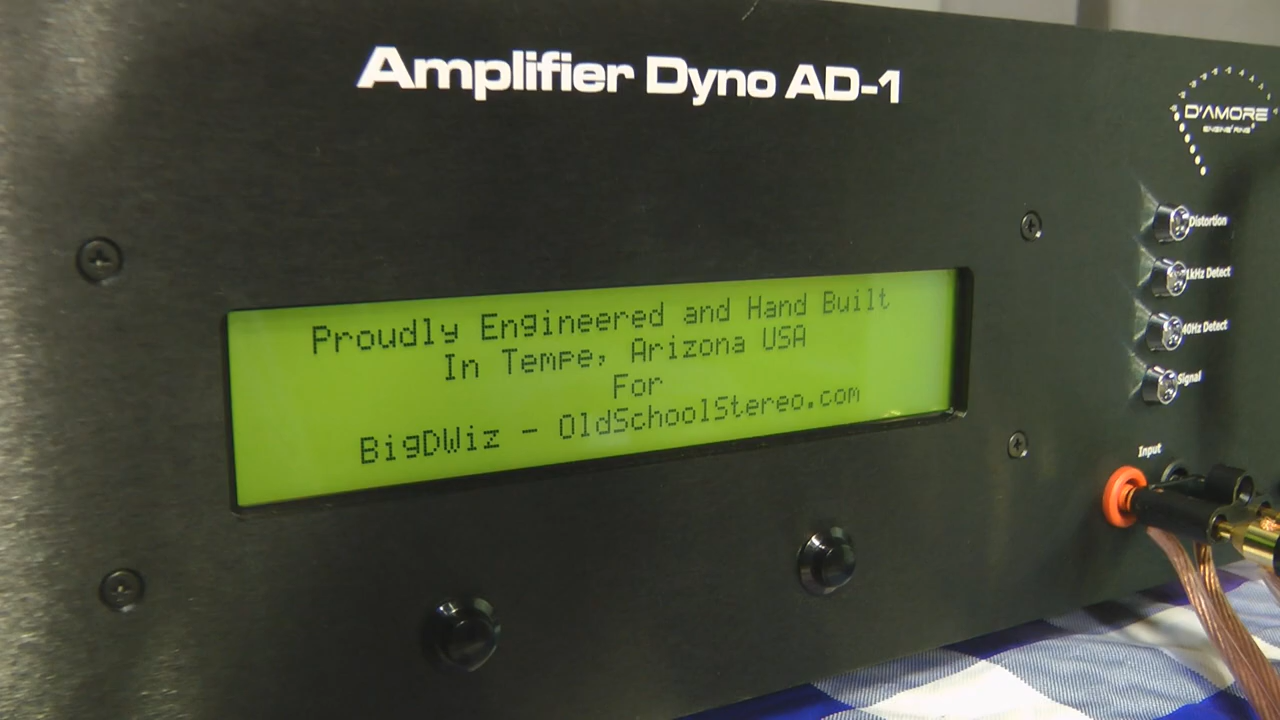 Amplifier Dyno AD-1
D'AMORE
ENGINEERING
Distortion
1kHz Detect
40Hz Detect
Signal
Input
Proudly Engineered and Hand Built
In Tempe, Arizona USA
For
BigDWiz - OldSchoolStereo.com